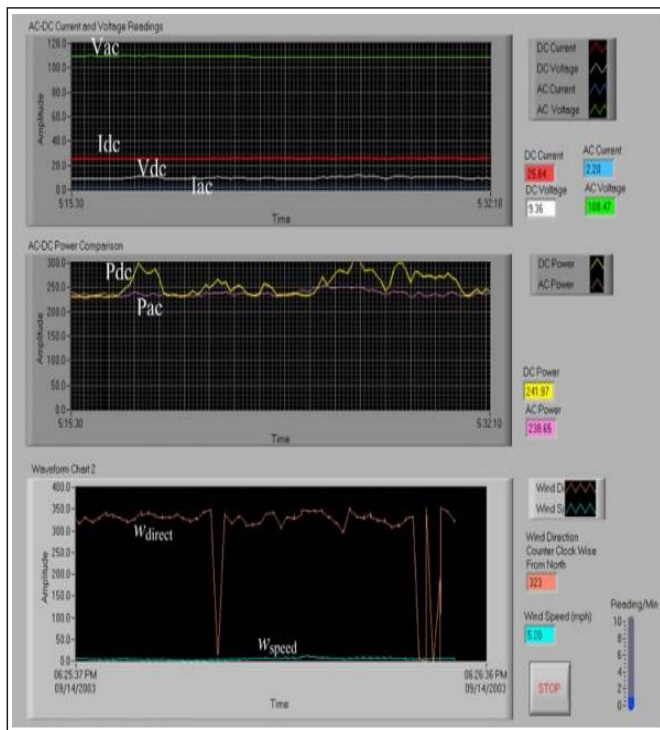 AC-DC Current and Voltage Readings
120.0
100.0
80.0
60.0
40.0
20.0
0.0
Amplitude
Vac
Idc
Vdc
Iac
5:15:30
5:32:10
Time
DC Current
DC Voltage
AC Current
AC Voltage
DC Current
25.84
AC Current
2.20
DC Voltage
9.36
AC Voltage
108.47
AC-DC Power Comparison
300.0
250.0
200.0
150.0
100.0
50.0
0.0
Amplitude
Pdc
Pac
5:15:30
5:32:10
Time
DC Power
AC Power
DC Power
241.97
AC Power
238.65
Waveform Chart 2
400.0
350.0
300.0
250.0
200.0
150.0
100.0
50.0
0.0
Amplitude
wdirect
wspeed
06:25:37 PM
09/14/2003
06:26:36 PM
09/14/2003
Time
Wind Di
Wind S
Wind Direction
Counter Clock Wise
From North
323
Wind Speed (mph)
5.20
STOP
Reading/Min
10
8
6
4
2
0